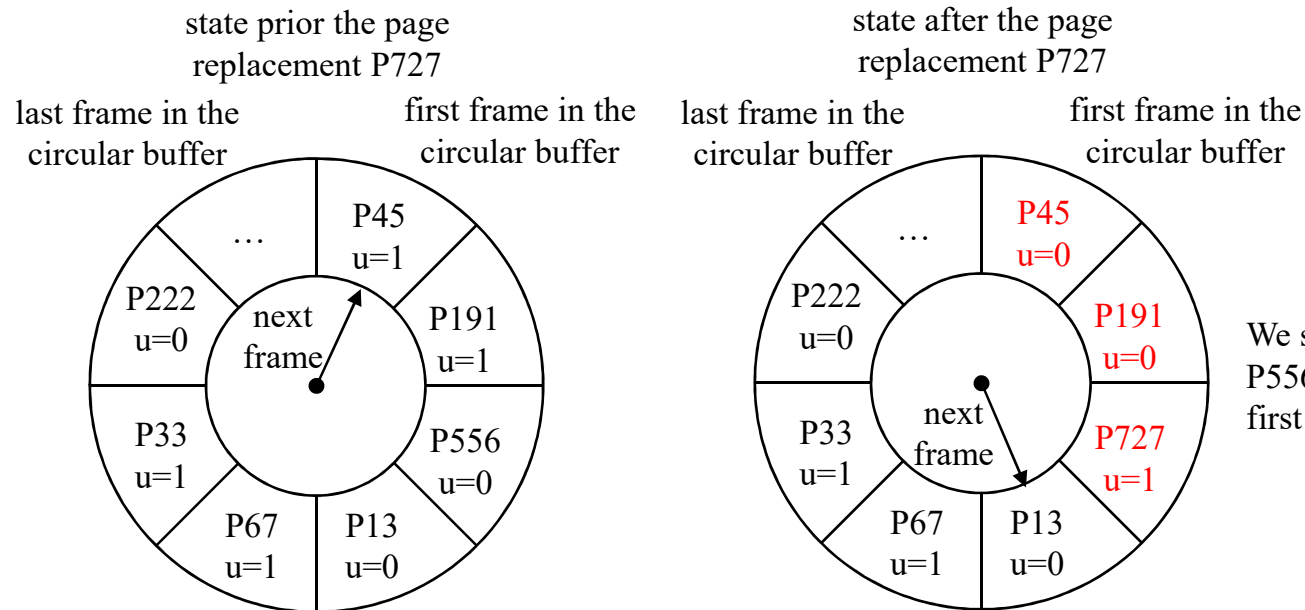 state prior the page
replacement P727
last frame in the
circular buffer
first frame in the
circular buffer
…
P45
u=1
P222
u=0
next
frame
P191
u=1
P33
u=1
P556
u=0
P67
u=1
P13
u=0
state after the page
replacement P727
last frame in the
circular buffer
first frame in the
circular buffer
…
P45
u=0
P222
u=0
P191
u=0
P33
u=1
next
frame
P727
u=1
P67
u=1
P13
u=0
We s
P556
first